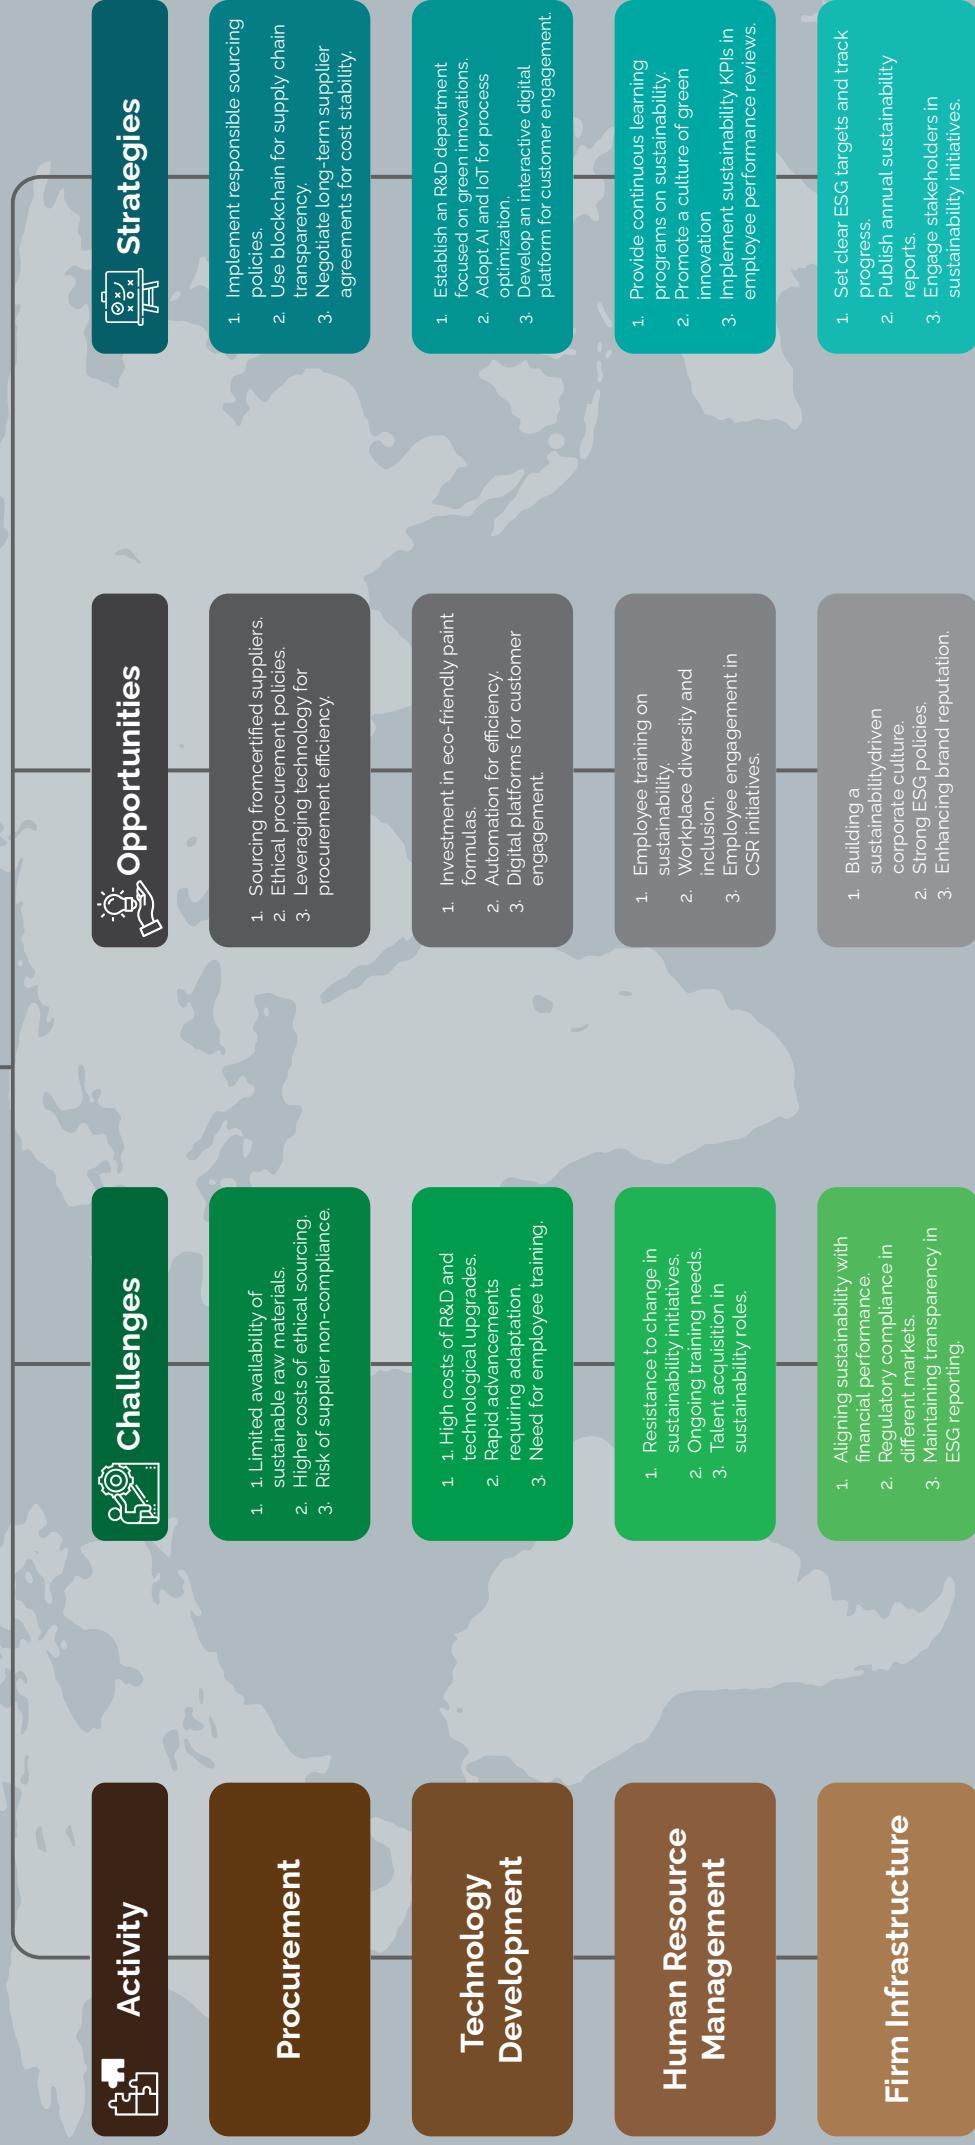 Activity
Challenges
Opportunities
Strategies
Procurement
1. 1. Limited availability of
sustainable raw materials.
2. Higher costs of ethical sourcing.
3. Risk of supplier non-compliance.
1. Sourcing fromcertified suppliers.
2. Ethical procurement policies.
3. Leveraging technology for
procurement efficiency.
1. Implement responsible sourcing
policies.
2. Use blockchain for supply chain
transparency.
3. Negotiate long-term supplier
agreements for cost stability.
Technology
Development
1. 1. High costs of R&D and
technological upgrades.
2. Rapid advancements
requiring adaptation.
3. Need for employee training.
1. Investment in eco-friendly paint
formulas.
2. Automation for efficiency.
3. Digital platforms for customer
engagement.
1. Establish an R&D department
focused on green innovations.
2. Adopt AI and IoT for process
optimization.
3. Develop an interactive digital
platform for customer engagement.
Human Resource
Management
1. Resistance to change in
sustainability initiatives.
2. Ongoing training needs.
3. Talent acquisition in
sustainability roles.
1. Employee training on
sustainability.
2. Workplace diversity and
inclusion.
3. Employee engagement in
CSR initiatives.
1. Provide continuous learning
programs on sustainability.
2. Promote a culture of green
innovation
3. Implement sustainability KPIs in
employee performance reviews.
Firm Infrastructure
1. Aligning sustainability with
financial performance.
2. Regulatory compliance in
different markets.
3. Maintaining transparency in
ESG reporting.
1. Building a
sustainabilitydriven
corporate culture.
2. Strong ESG policies.
3. Enhancing brand reputation.
1. Set clear ESG targets and track
progress.
2. Publish annual sustainability
reports.
3. Engage stakeholders in
sustainability initiatives.